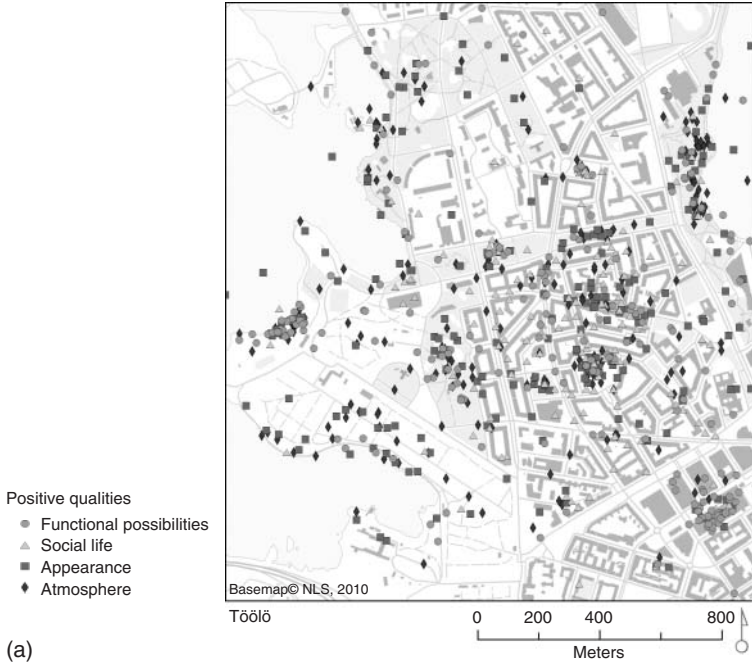 Positive qualities
Functional possibilities
Social life
Appearance
Atmosphere
(a)
Basemap© NLS, 2010
Töölö
0 200 400 800
Meters